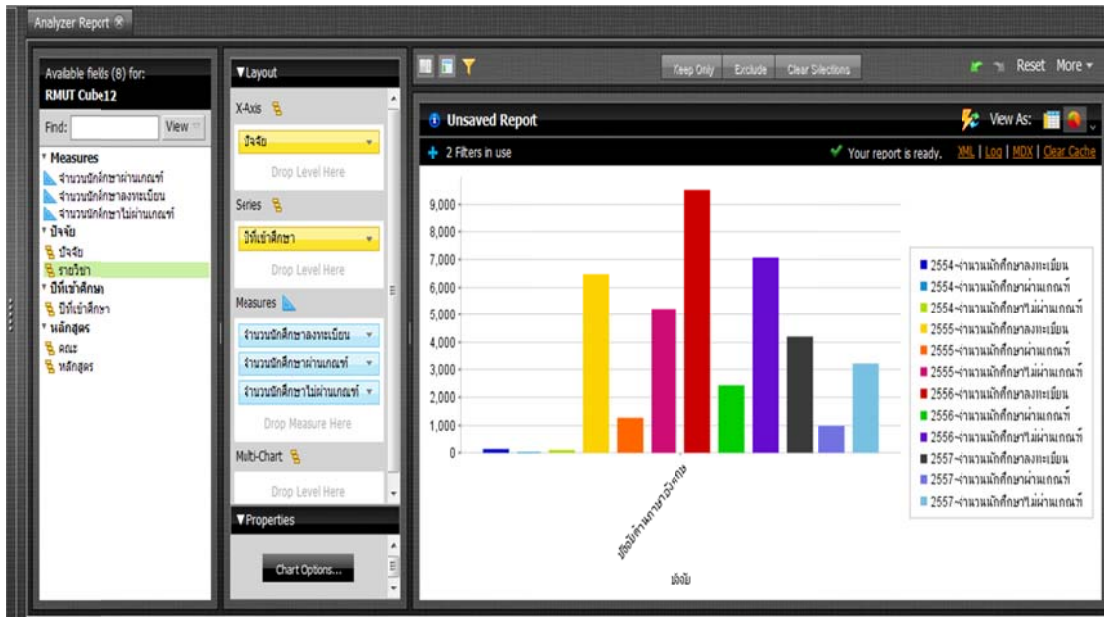 Analyzer Report
Available fields (8) for:
RMUT Cube12
Find:
View
Measures
จำนวนนักศึกษาผ่านเกณฑ์
จำนวนนักศึกษาลงทะเบียน
จำนวนนักศึกษาไม่ผ่านเกณฑ์
ปัจจัย
ปัจจัย
รายวิชา
ปีที่เข้าศึกษา
ปีที่เข้าศึกษา
หลักสูตร
คณะ
หลักสูตร
Layout
X-Axis
ปัจจัย
Drop Level Here
Series
ปีที่เข้าศึกษา
Drop Level Here
Measures
จำนวนนักศึกษาลงทะเบียน
จำนวนนักศึกษาผ่านเกณฑ์
จำนวนนักศึกษาไม่ผ่านเกณฑ์
Drop Measure Here
Multi-Chart
Drop Level Here
Properties
Chart Options...
Keep Only Exclude Clear Selections
Reset More
Unsaved Report
View As:
2 Filters in use
Your report is ready. XML | Log | MDX | Clear Cache
9,000
8,000
7,000
6,000
5,000
4,000
3,000
2,000
1,000
0
ปัจจัยด้านภาษาอังกฤษ
ปัจจัย
2554~จำนวนนักศึกษาลงทะเบียน
2554~จำนวนนักศึกษาผ่านเกณฑ์
2554~จำนวนนักศึกษาไม่ผ่านเกณฑ์
2555~จำนวนนักศึกษาลงทะเบียน
2555~จำนวนนักศึกษาผ่านเกณฑ์
2555~จำนวนนักศึกษาไม่ผ่านเกณฑ์
2556~จำนวนนักศึกษาลงทะเบียน
2556~จำนวนนักศึกษาผ่านเกณฑ์
2556~จำนวนนักศึกษาไม่ผ่านเกณฑ์
2557~จำนวนนักศึกษาลงทะเบียน
2557~จำนวนนักศึกษาผ่านเกณฑ์
2557~จำนวนนักศึกษาไม่ผ่านเกณฑ์